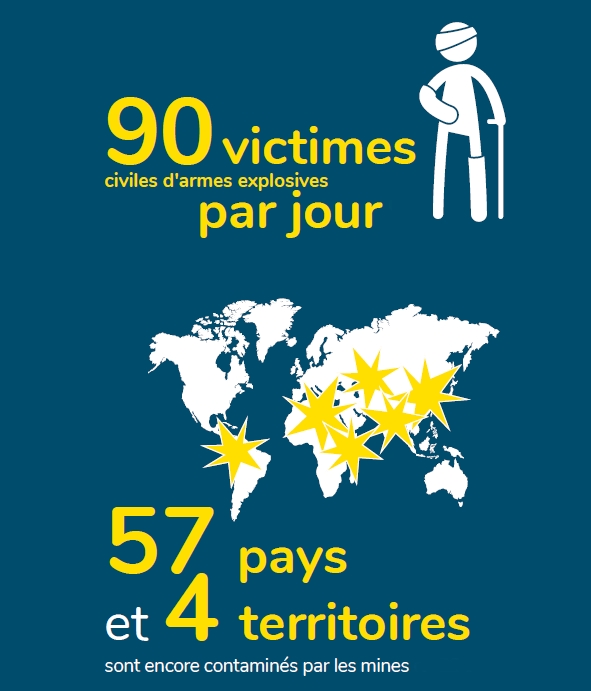 90 victimes
civiles d'armes explosives
par jour
57 pays
et 4 territoires
sont encore contaminés par les mines